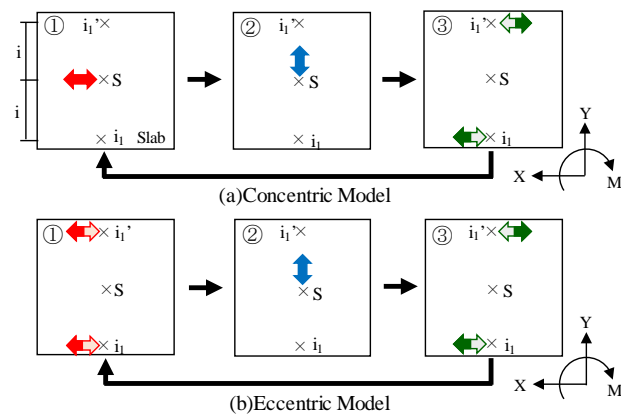 ① i₁' ② i₁' ③ i₁'
i
S S S
i
i₁ Slab i₁ i₁
Y
X M
(a)Concentric Model
① i₁' ② i₁' ③ i₁'
S S S
i₁ i₁ i₁
Y
X M
(b)Eccentric Model